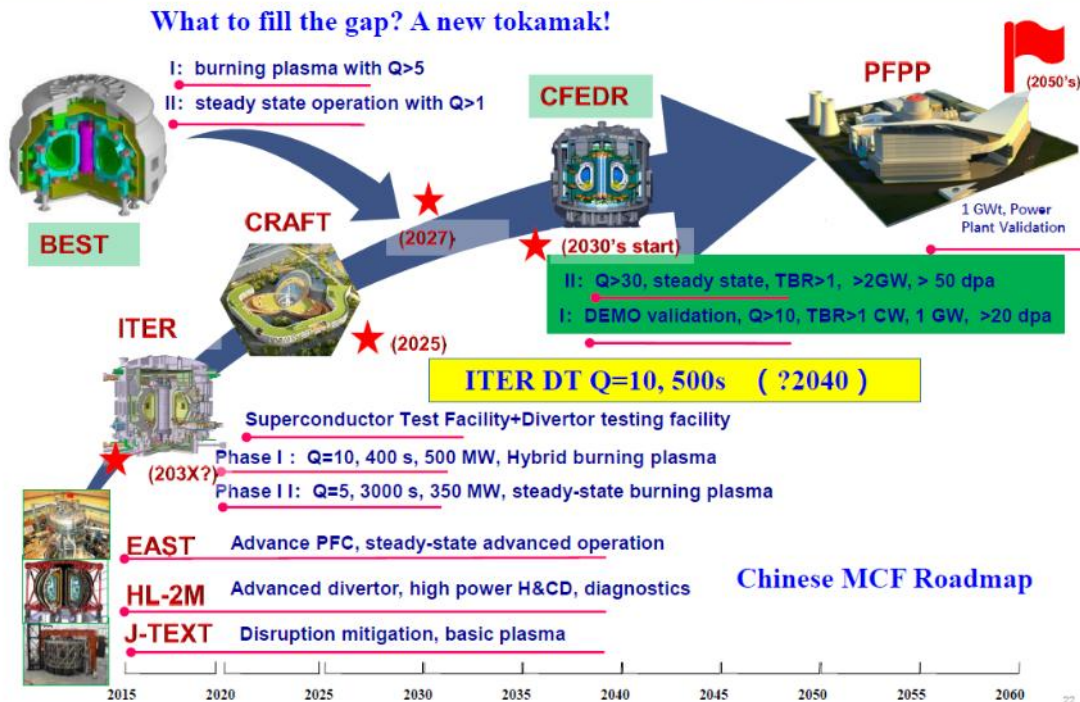 What to fill the gap? A new tokamak!
I: burning plasma with Q>5
II: steady state operation with Q>1
BEST
CFEDR
PFPP
(2050's)
CRAFT
(2027)
(2030's start)
1 GWt, Power
Plant Validation
II: Q>30, steady state, TBR>1, >2GW, > 50 dpa
I: DEMO validation, Q>10, TBR>1 CW, 1 GW, >20 dpa
ITER
(2025)
ITER DT Q=10, 500s (?2040)
Superconductor Test Facility+Divertor testing facility
(203X?)
Phase I : Q=10, 400 s, 500 MW, Hybrid burning plasma
Phase I I: Q=5, 3000 s, 350 MW, steady-state burning plasma
EAST Advance PFC, steady-state advanced operation
HL-2M Advanced divertor, high power H&CD, diagnostics
J-TEXT Disruption mitigation, basic plasma
Chinese MCF Roadmap
2015 2020 2025 2030 2035 2040 2045 2050 2055 2060
22